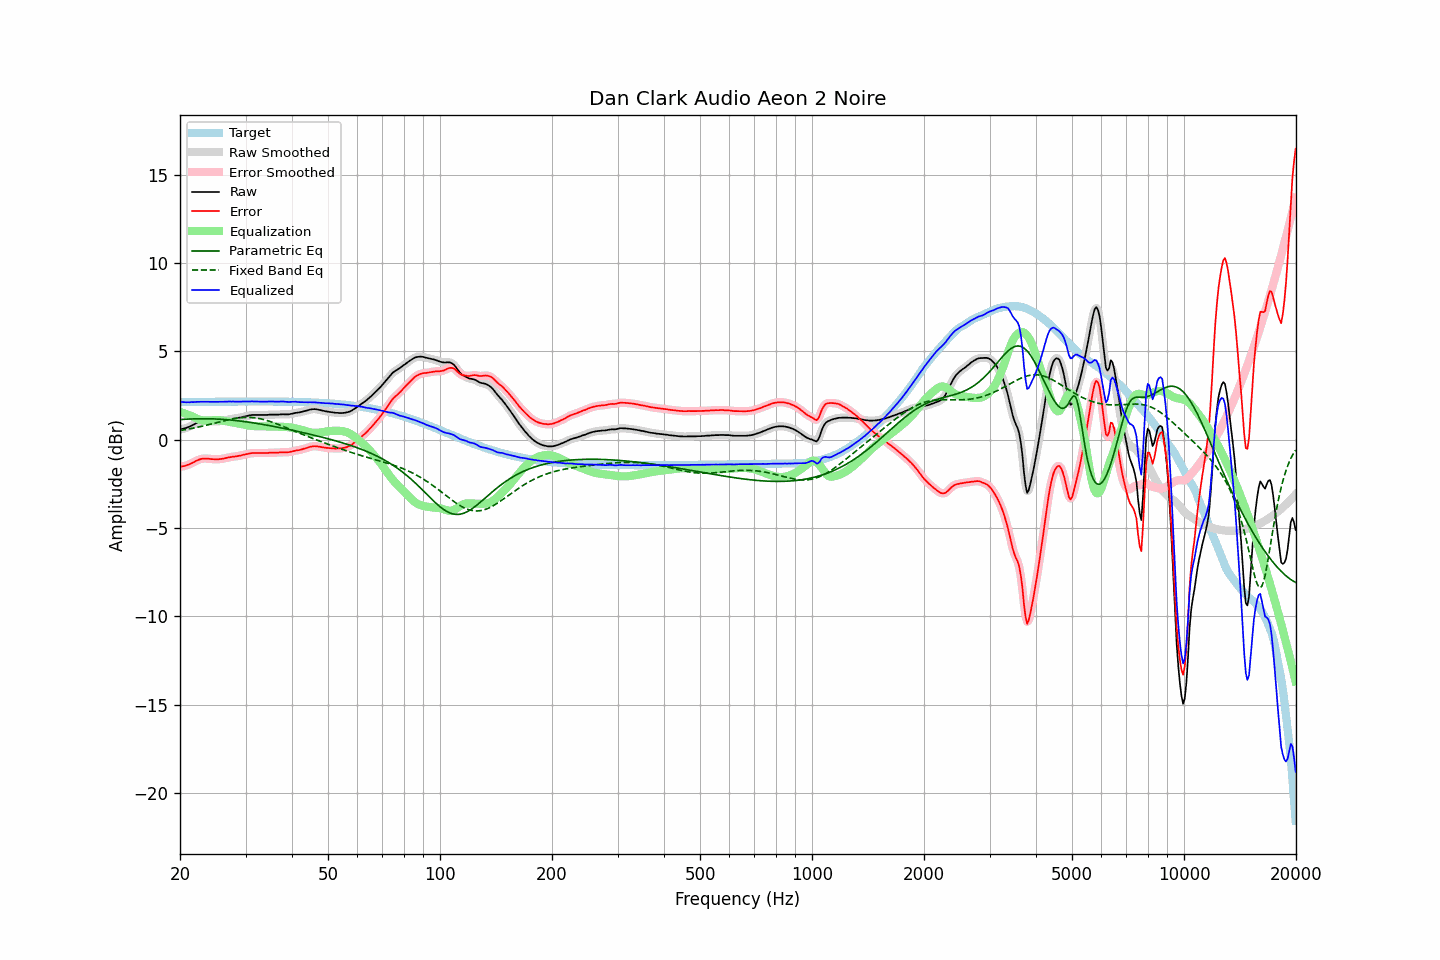 Dan Clark Audio Aeon 2 Noire
Target
Raw Smoothed
Error Smoothed
Raw
Error
Equalization
Parametric Eq
Fixed Band Eq
Equalized
15
10
5
0
−5
−10
−15
−20
Amplitude (dBr)
20 50 100 200 500 1000 2000 5000 10000 20000
Frequency (Hz)